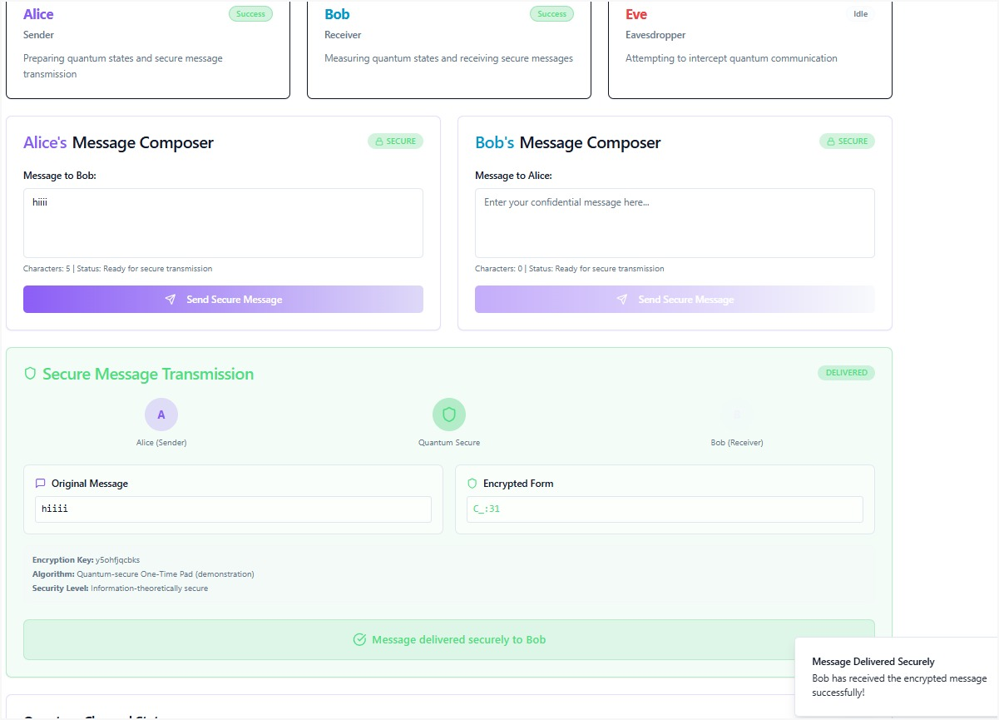 Alice
Success
Sender
Preparing quantum states and secure message
transmission
Bob
Success
Receiver
Measuring quantum states and receiving secure messages
Eve
Idle
Eavesdropper
Attempting to intercept quantum communication
Alice's Message Composer
SECURE
Message to Bob:
hiiii
Characters: 5 | Status: Ready for secure transmission
Send Secure Message
Bob's Message Composer
SECURE
Message to Alice:
Enter your confidential message here...
Characters: 0 | Status: Ready for secure transmission
Send Secure Message
Secure Message Transmission
DELIVERED
A
Alice (Sender)
Quantum Secure
Bob (Receiver)
Original Message
hiiii
Encrypted Form
C_:31
Encryption Key: y5ohfjqcbks
Algorithm: Quantum-secure One-Time Pad (demonstration)
Security Level: Information-theoretically secure
Message delivered securely to Bob
Message Delivered Securely
Bob has received the encrypted message
successfully!